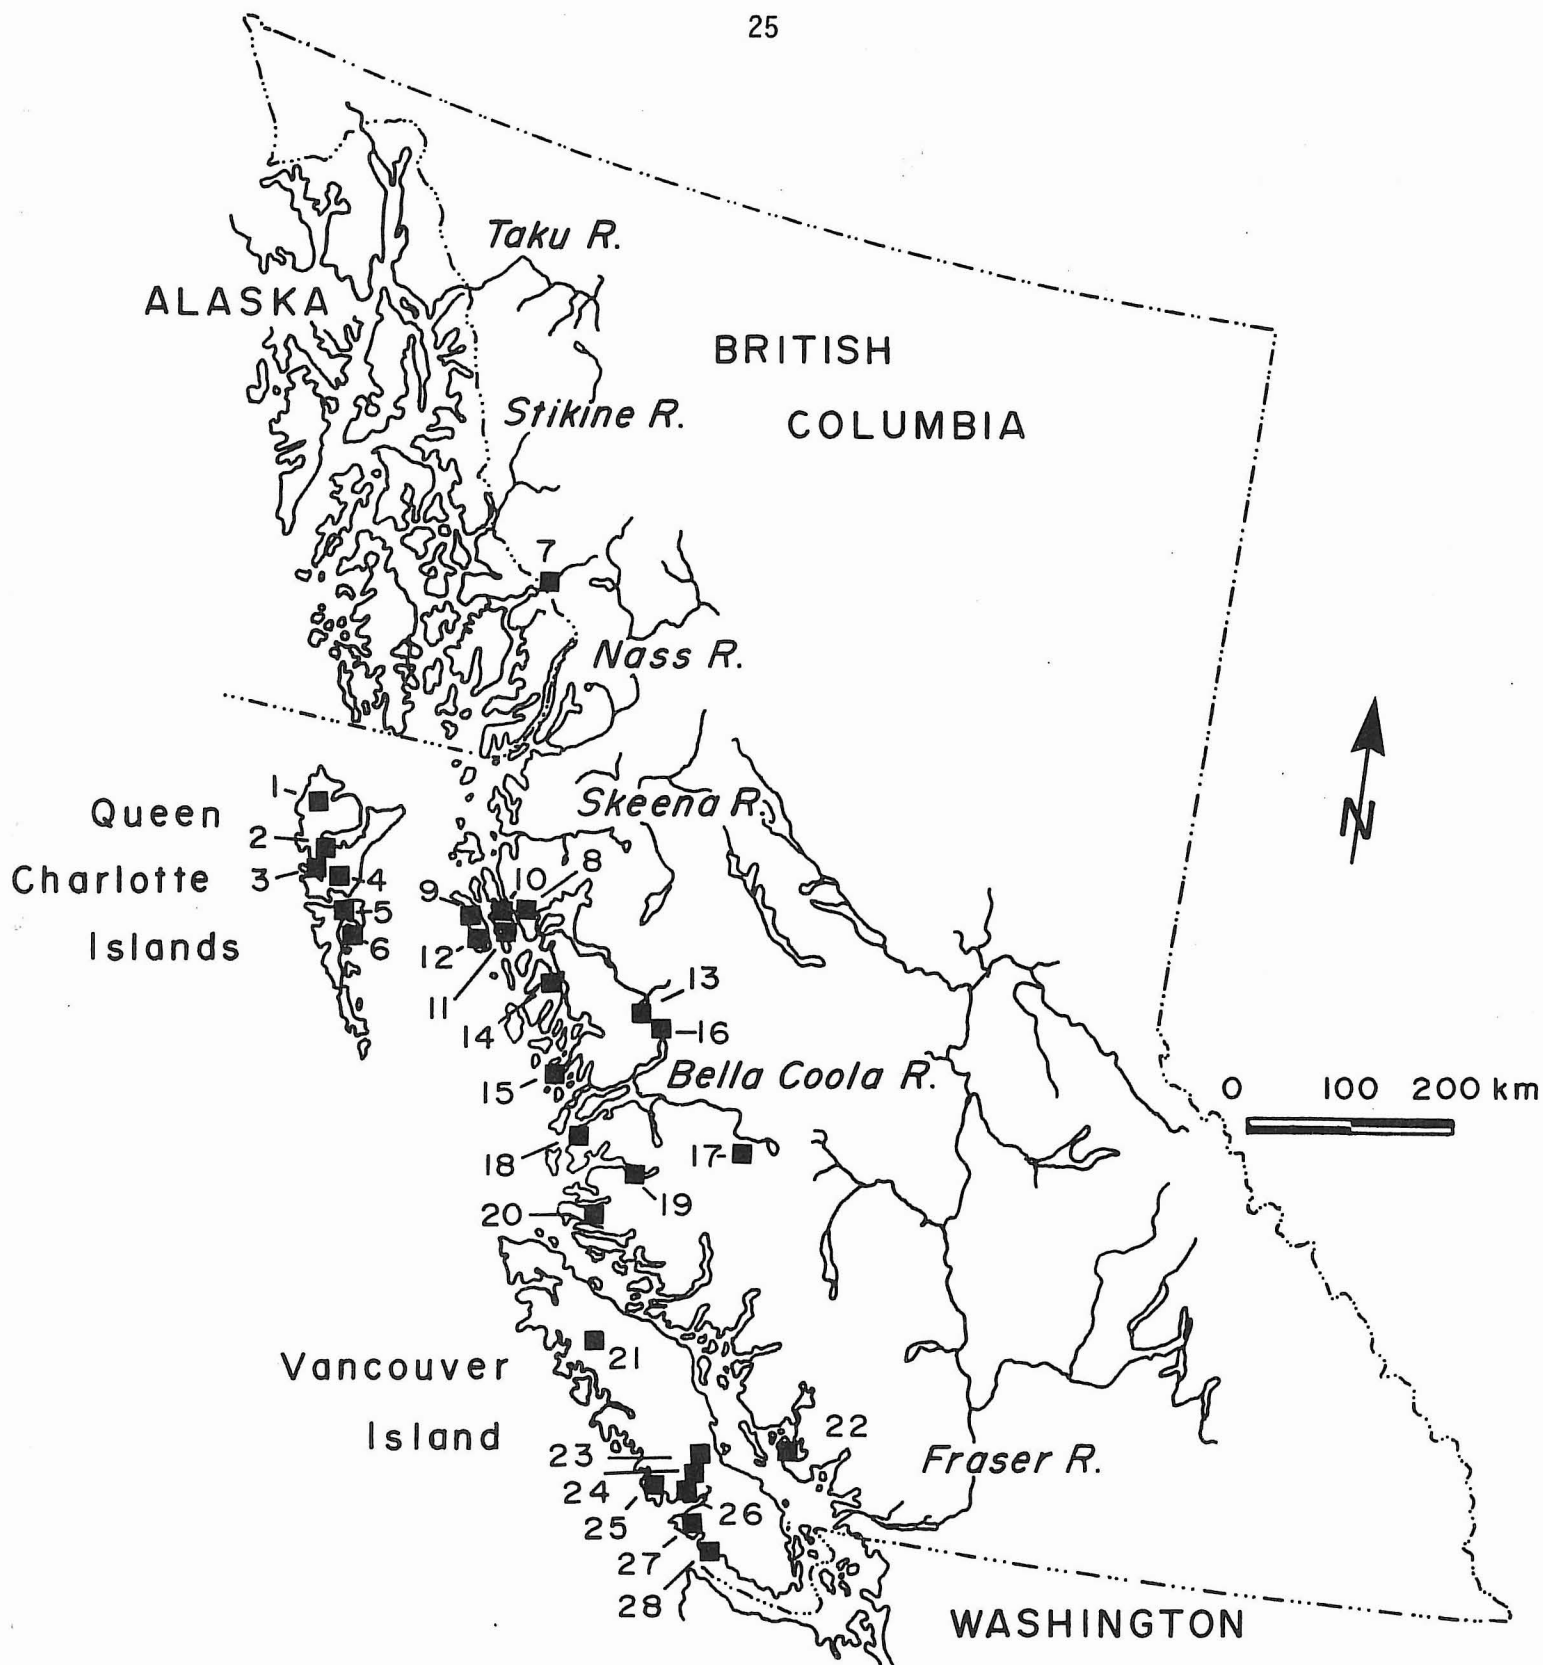 25
Taku R.
ALASKA
BRITISH
COLUMBIA
Stikine R.
7
Nass R.
N
1
Queen
Skeena R.
2
Charlotte
3
4
10
8
9
5
Islands
6
12
11
13
14
16
15
Bella Coola R.
0 100 200 km
18
17
19
20
Vancouver
21
Island
22
23
Fraser R.
24
25
26
27
28
WASHINGTON